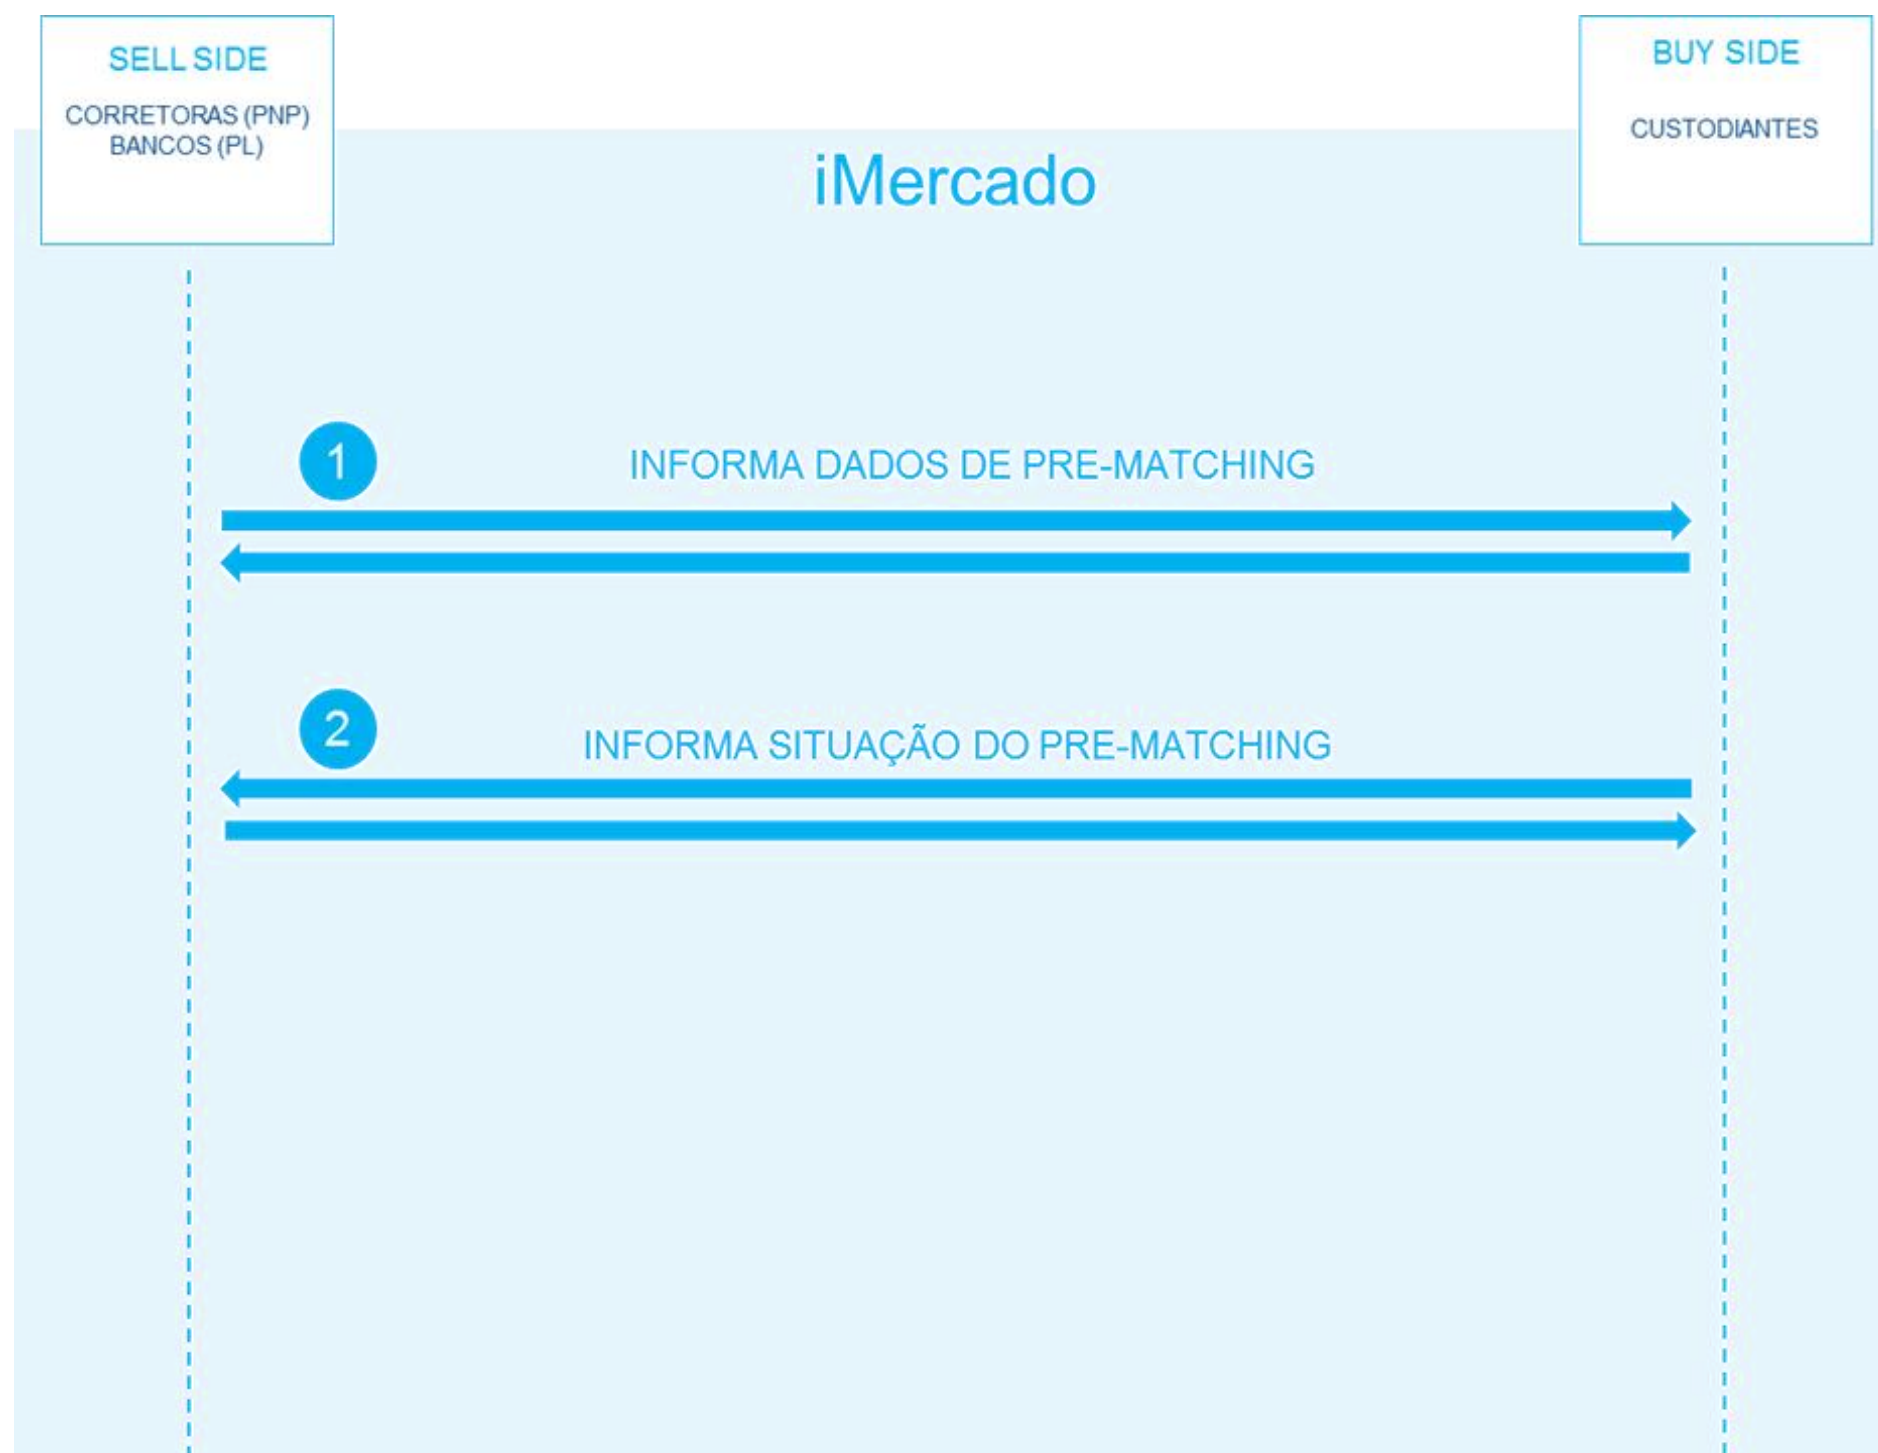 SELL SIDE
CORRETORAS (PNP)
BANCOS (PL)
BUY SIDE
CUSTODIANTES
iMercado
1
INFORMA DADOS DE PRE-MATCHING
2
INFORMA SITUAÇÃO DO PRE-MATCHING